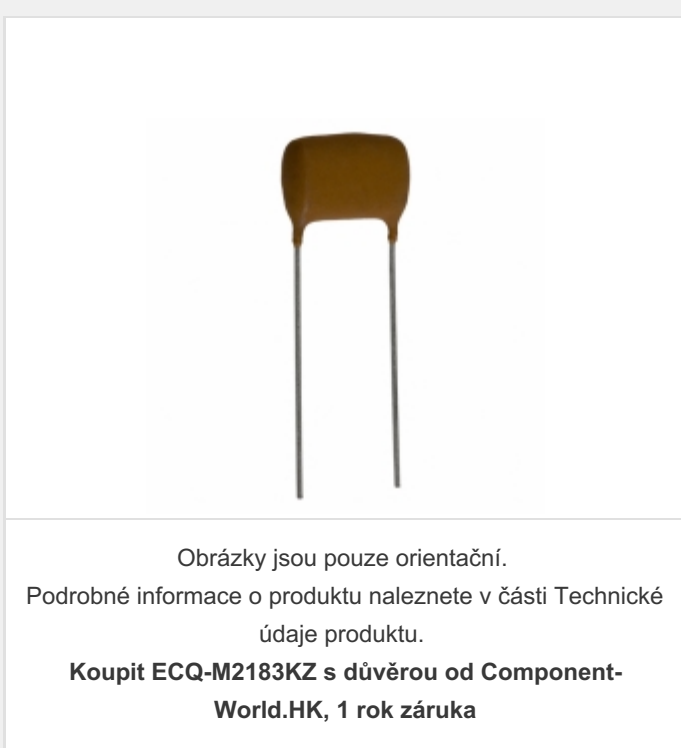 Obrázky jsou pouze orientační.
Podrobné informace o produktu naleznete v části Technické
údaje produktu.
Koupit ECQ-M2183KZ s důvěrou od Component-
World.HK, 1 rok záruka